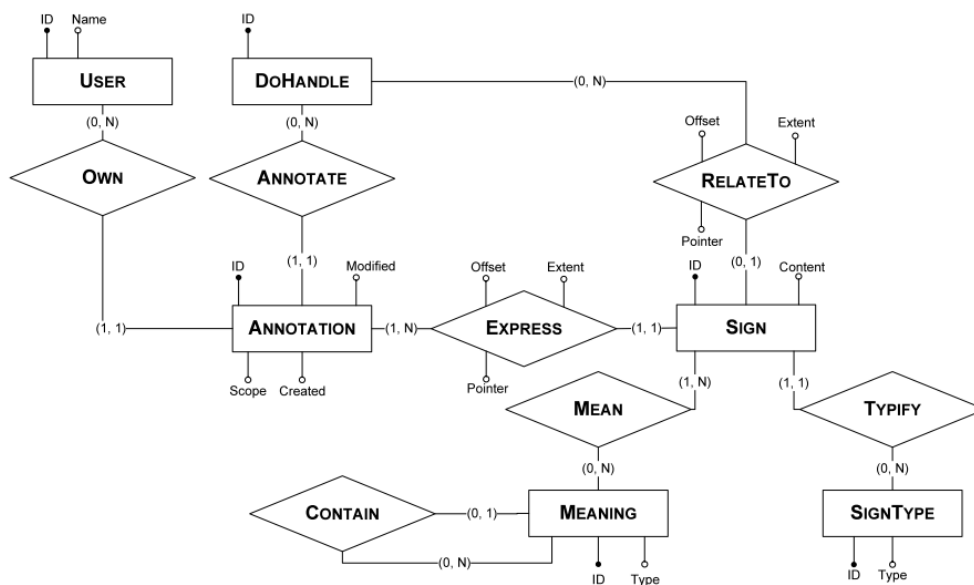 ID
Name
ID
USER
DOHANDLE
(0, N)
(0, N)
(0, N)
Offset
Extent
OWN
ANNOTATE
RELATETO
Pointer
(1, 1)
(0, 1)
ID
Modified
Offset
Extent
ID
Content
(1, 1)
ANNOTATION
(1, N)
EXPRESS
(1, 1)
SIGN
Scope
Created
Pointer
(1, N)
(1, 1)
MEAN
TYPIFY
(0, N)
(0, N)
CONTAIN
(0, 1)
MEANING
SIGNTYPE
(0, N)
ID
Type
ID
Type